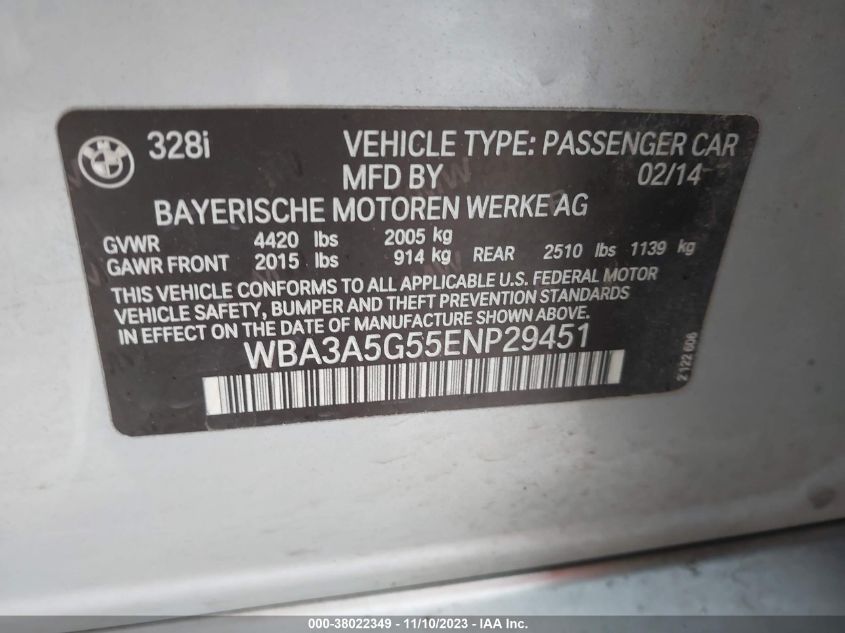 328i VEHICLE TYPE: PASSENGER CAR
MFD BY 02/14
BAYERISCHE MOTOREN WERKE AG
GVWR 4420 lbs 2005 kg
GAWR FRONT 2015 lbs 914 kg REAR 2510 lbs 1139 kg
THIS VEHICLE CONFORMS TO ALL APPLICABLE U.S. FEDERAL MOTOR
VEHICLE SAFETY, BUMPER AND THEFT PREVENTION STANDARDS
IN EFFECT ON THE DATE OF MANUFACTURE SHOWN ABOVE.
WBA3A5G55ENP29451
2 122 606
000-38022349 - 11/10/2023 - IAA Inc.